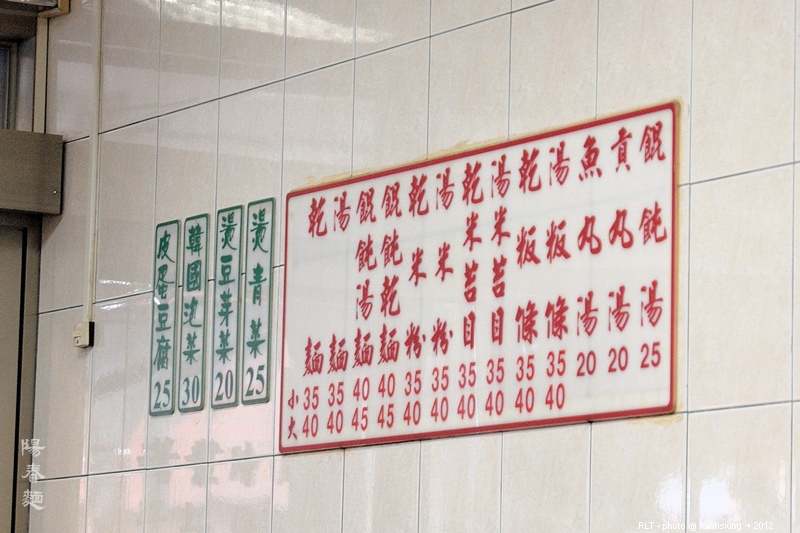 皮蛋豆腐 25
韓國泡菜 30
燙豆芽菜 20
燙青菜 25
小 大
乾麵 35 40
湯麵 35 40
餛飩湯麵 40 45
餛飩乾麵 40 45
乾米粉 35 40
湯米粉 35 40
乾米苔目 35 40
湯米苔目 35 40
乾粄條 35 40
湯粄條 35 40
魚丸湯 20
貢丸湯 20
餛飩湯 25
陽春麵
RLT - photo @ Kaohsiung + 2012